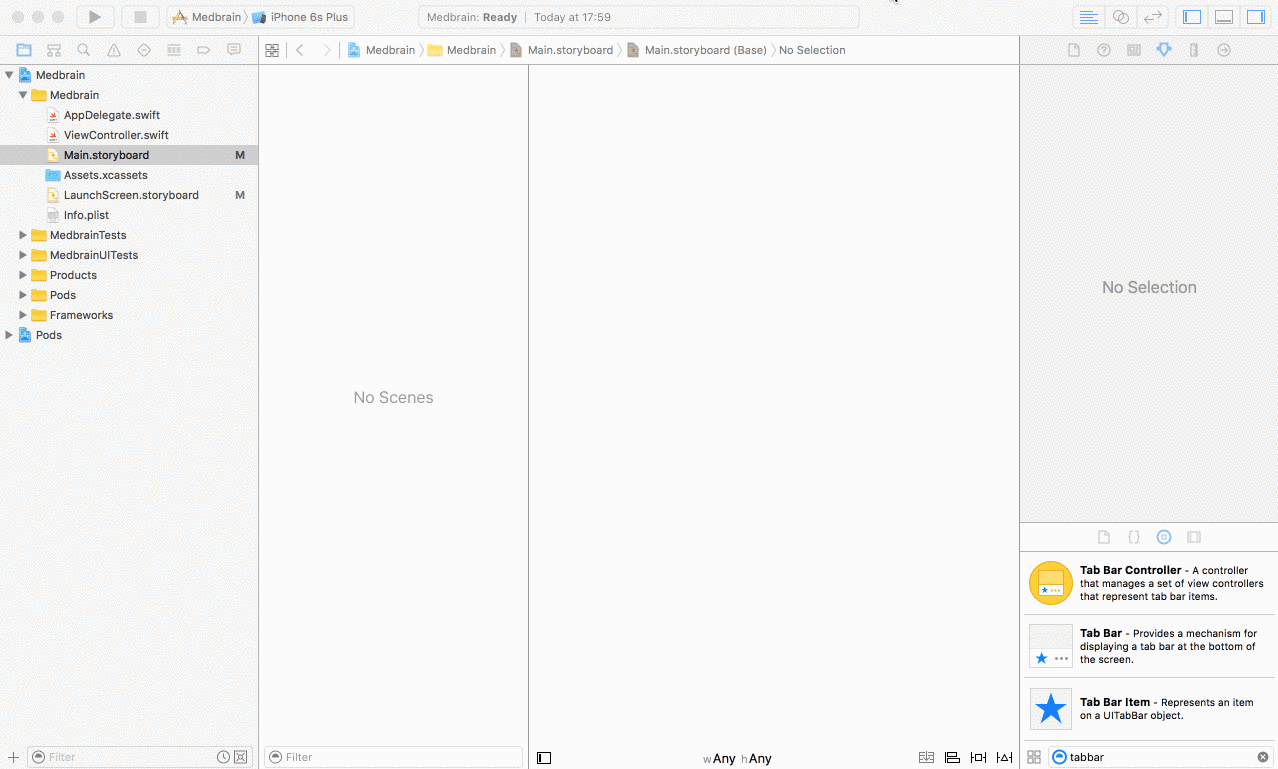 Medbrain iPhone 6s Plus
Medbrain: Ready Today at 17:59
Medbrain Medbrain Main.storyboard Main.storyboard (Base) No Selection
Medbrain
Medbrain
AppDelegate.swift
ViewController.swift
Main.storyboard M
Assets.xcassets
LaunchScreen.storyboard M
Info.plist
MedbrainTests
MedbrainUITests
Products
Pods
Frameworks
Pods
No Scenes
No Selection
Tab Bar Controller - A controller
that manages a set of view controllers
that represent tab bar items.
Tab Bar - Provides a mechanism for
displaying a tab bar at the bottom of
the screen.
Tab Bar Item - Represents an item
on a UITabBar object.
Filter
Filter
wAny hAny
tabbar